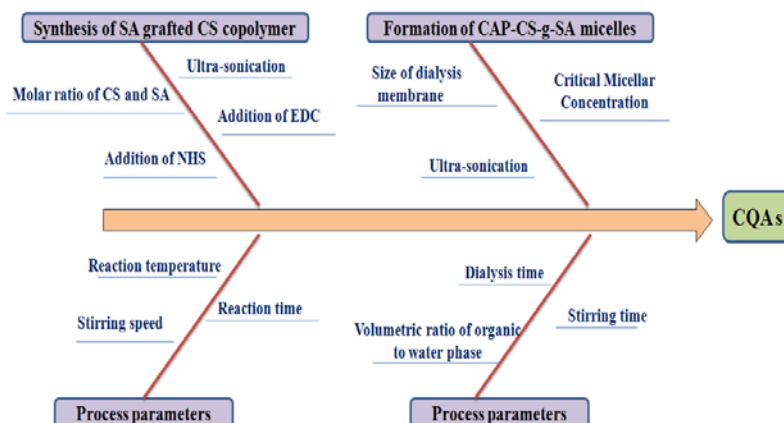 Synthesis of SA grafted CS copolymer
Formation of CAP-CS-g-SA micelles
Ultra-sonication
Molar ratio of CS and SA
Addition of EDC
Addition of NHS
Size of dialysis
membrane
Critical Micellar
Concentration
Ultra-sonication
CQAs
Reaction temperature
Reaction time
Stirring speed
Dialysis time
Stirring time
Volumetric ratio of organic
to water phase
Process parameters
Process parameters